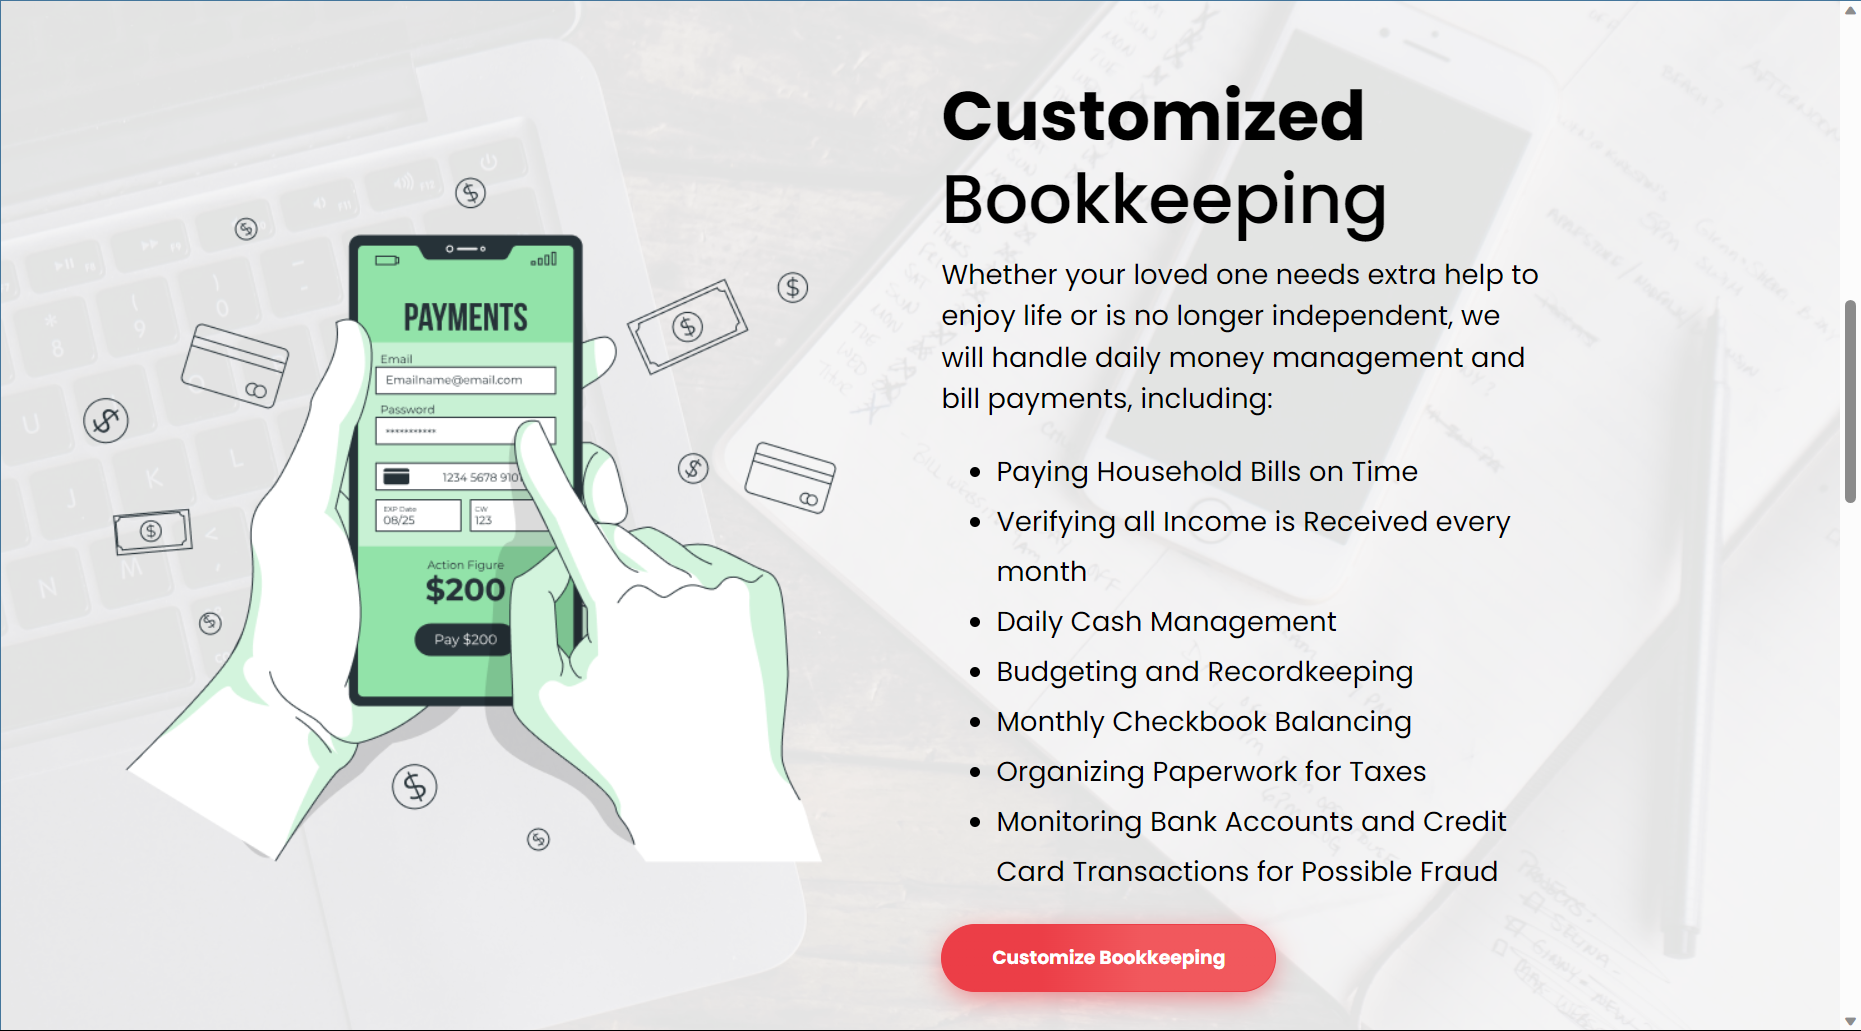 Customized
Bookkeeping
Whether your loved one needs extra help to
enjoy life or is no longer independent, we
will handle daily money management and
bill payments, including:
• Paying Household Bills on Time
• Verifying all Income is Received every
month
• Daily Cash Management
• Budgeting and Recordkeeping
• Monthly Checkbook Balancing
• Organizing Paperwork for Taxes
• Monitoring Bank Accounts and Credit
Card Transactions for Possible Fraud
Customize Bookkeeping
PAYMENTS
Email
Emailname@email.com
Password
***********
1234 5678 910
EXP Date
08/25
CW
123
Action Figure
$200
Pay $200